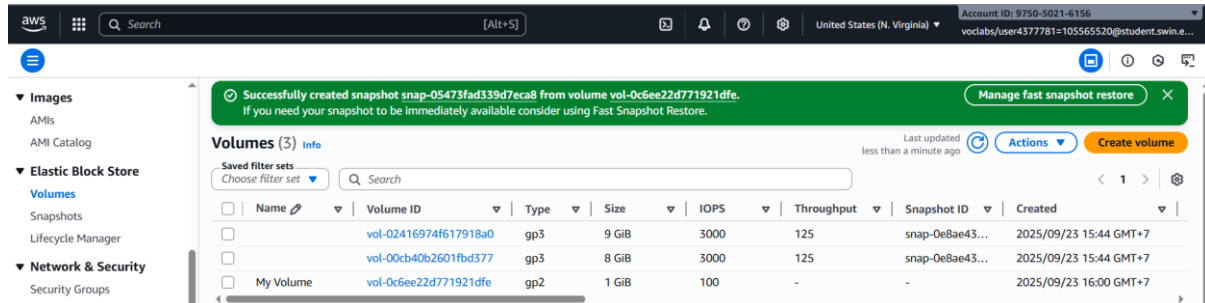 aws Search [Alt+S] United States (N. Virginia) ▼ Account ID: 9750-5021-6156 ▼
voclabs/user4377781=105565520@student.swin.e...
▼ Images
AMIs
AMI Catalog
▼ Elastic Block Store
Volumes
Snapshots
Lifecycle Manager
▼ Network & Security
Security Groups
Successfully created snapshot snap-05473fad339d7eca8 from volume vol-0c6ee22d771921dfe.
If you need your snapshot to be immediately available consider using Fast Snapshot Restore.
Manage fast snapshot restore
Volumes (3) Info
Last updated
less than a minute ago
Actions ▼
Create volume
Saved filter sets
Choose filter set ▼
Search
< 1 >
Name Volume ID Type Size IOPS Throughput Snapshot ID Created
vol-02416974f617918a0 gp3 9 GiB 3000 125 snap-0e8ae43... 2025/09/23 15:44 GMT+7
vol-00cb40b2601fbd377 gp3 8 GiB 3000 125 snap-0e8ae43... 2025/09/23 15:44 GMT+7
My Volume vol-0c6ee22d771921dfe gp2 1 GiB 100 - - 2025/09/23 16:00 GMT+7